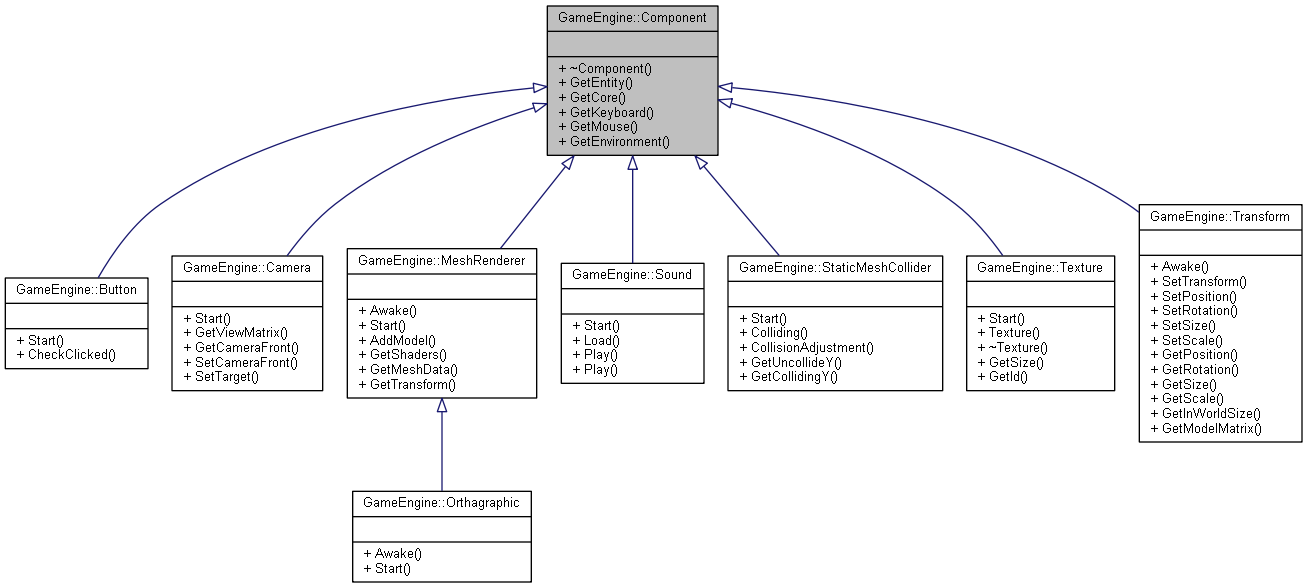 GameEngine::Component
+ ~Component()
+ GetEntity()
+ GetCore()
+ GetKeyboard()
+ GetMouse()
+ GetEnvironment()
GameEngine::Button
+ Start()
+ CheckClicked()
GameEngine::Camera
+ Start()
+ GetViewMatrix()
+ GetCameraFront()
+ SetCameraFront()
+ SetTarget()
GameEngine::MeshRenderer
+ Awake()
+ Start()
+ AddModel()
+ GetShaders()
+ GetMeshData()
+ GetTransform()
GameEngine::Sound
+ Start()
+ Load()
+ Play()
+ Play()
GameEngine::StaticMeshCollider
+ Start()
+ Colliding()
+ CollisionAdjustment()
+ GetUncollideY()
+ GetCollidingY()
GameEngine::Texture
+ Start()
+ Texture()
+ ~Texture()
+ GetSize()
+ GetId()
GameEngine::Transform
+ Awake()
+ SetTransform()
+ SetPosition()
+ SetRotation()
+ SetSize()
+ SetScale()
+ GetPosition()
+ GetRotation()
+ GetSize()
+ GetScale()
+ GetInWorldSize()
+ GetModelMatrix()
GameEngine::Orthagraphic
+ Awake()
+ Start()